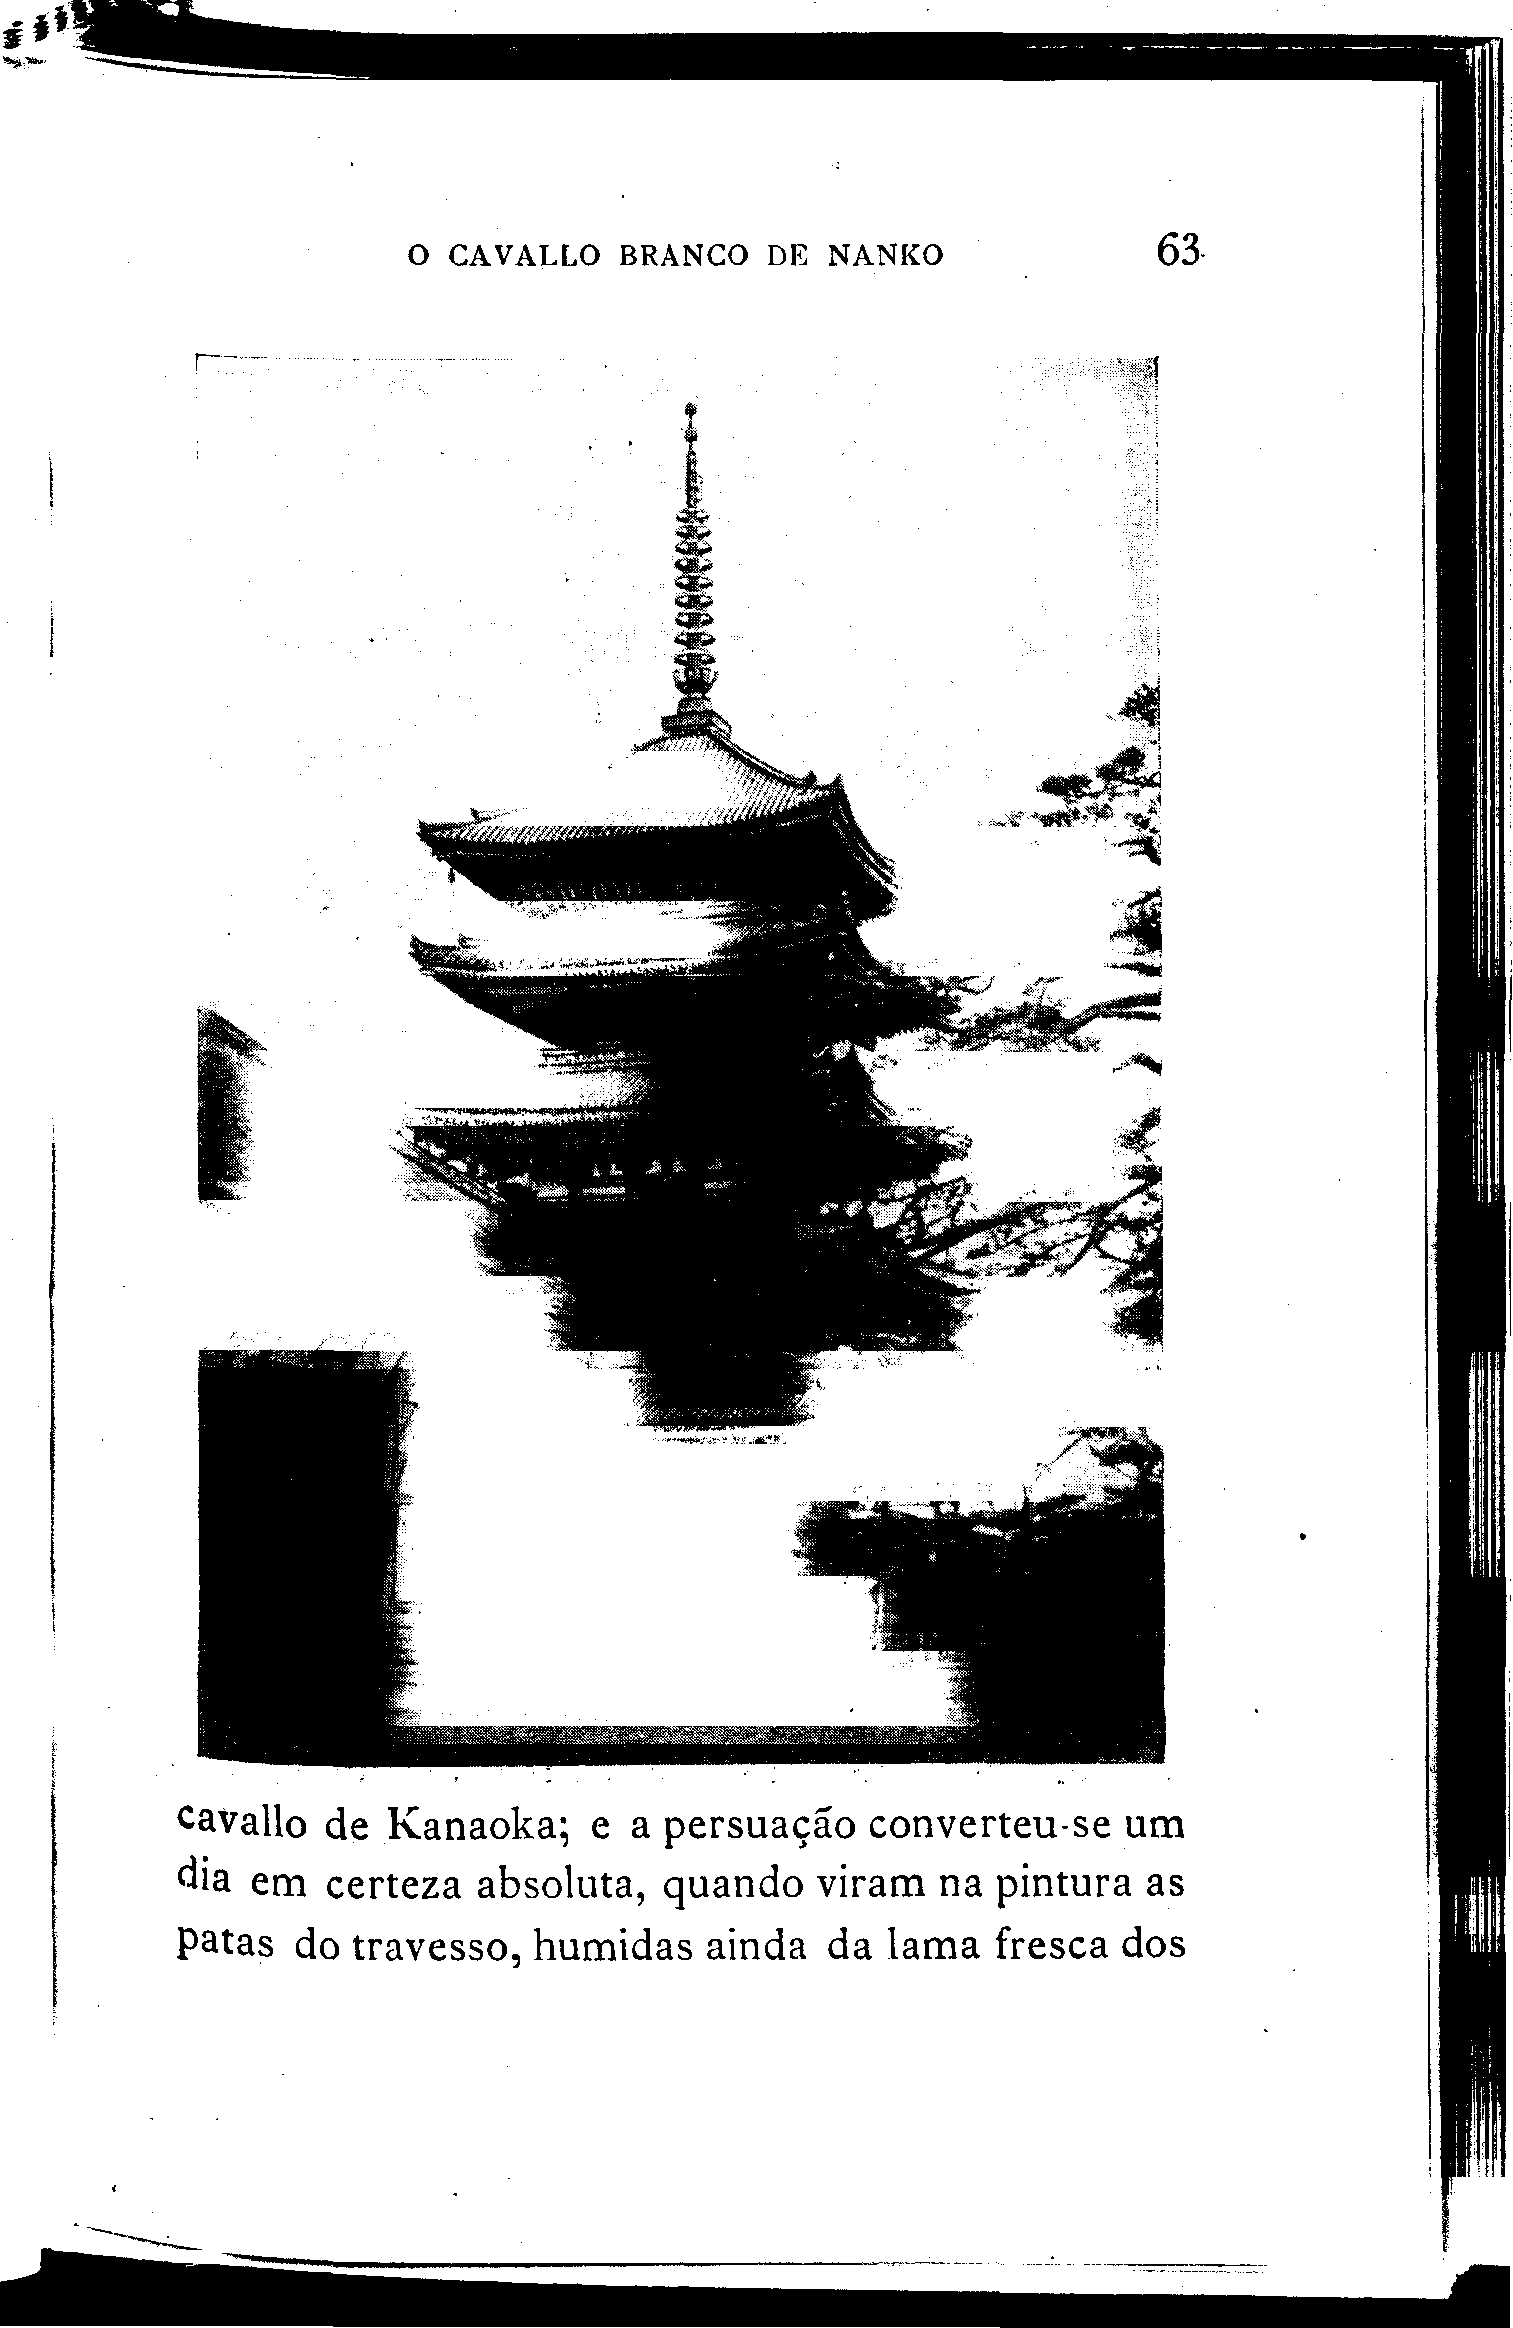 O CAVALLO BRANCO DE NANKO 63
cavallo de Kanaoka; e a persuação converteu-se um
dia em certeza absoluta, quando viram na pintura as
patas do travesso, humidas ainda da lama fresca dos